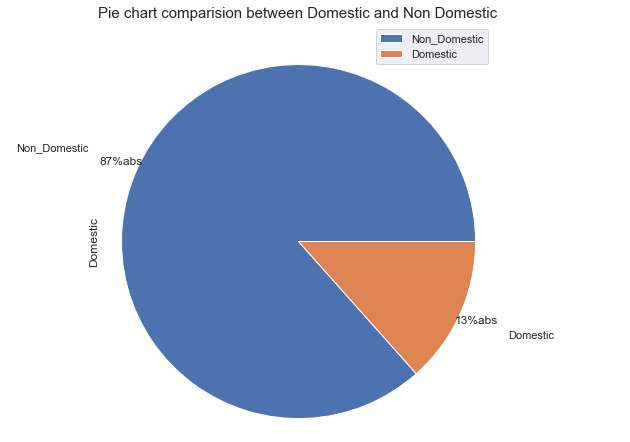 Pie chart comparision between Domestic and Non Domestic
Non_Domestic
Domestic
Non_Domestic
87%abs
Domestic
13%abs
Domestic